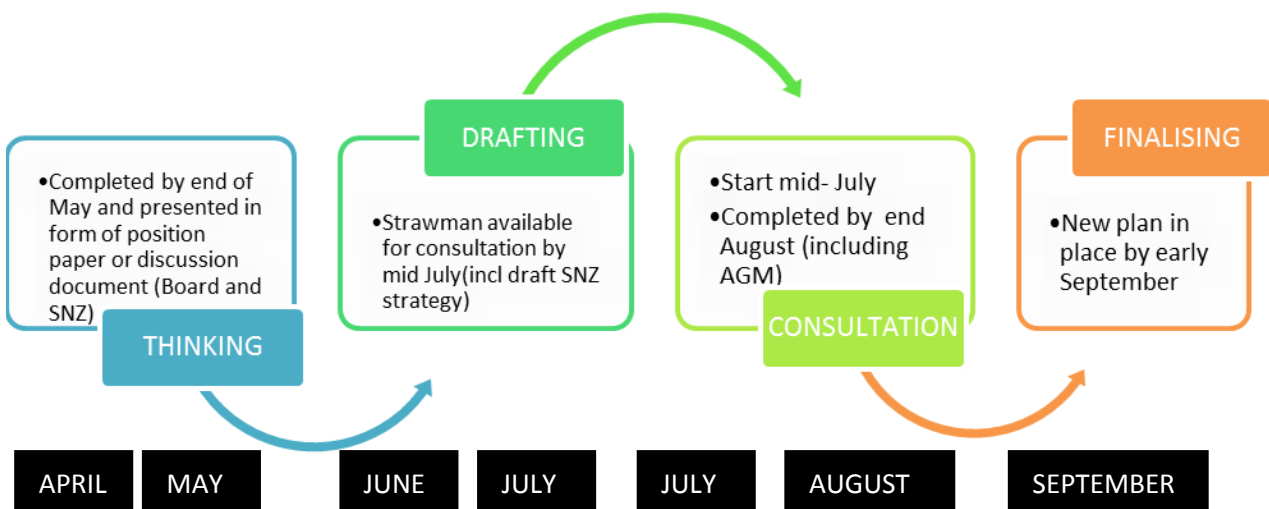 •Completed by end of
May and presented in
form of position
paper or discussion
document (Board and
SNZ)
THINKING
DRAFTING
•Strawman available
for consultation by
mid July(incl draft SNZ
strategy)
•Start mid- July
•Completed by end
August (including
AGM)
CONSULTATION
FINALISING
•New plan in
place by early
September
APRIL
MAY
JUNE
JULY
JULY
AUGUST
SEPTEMBER